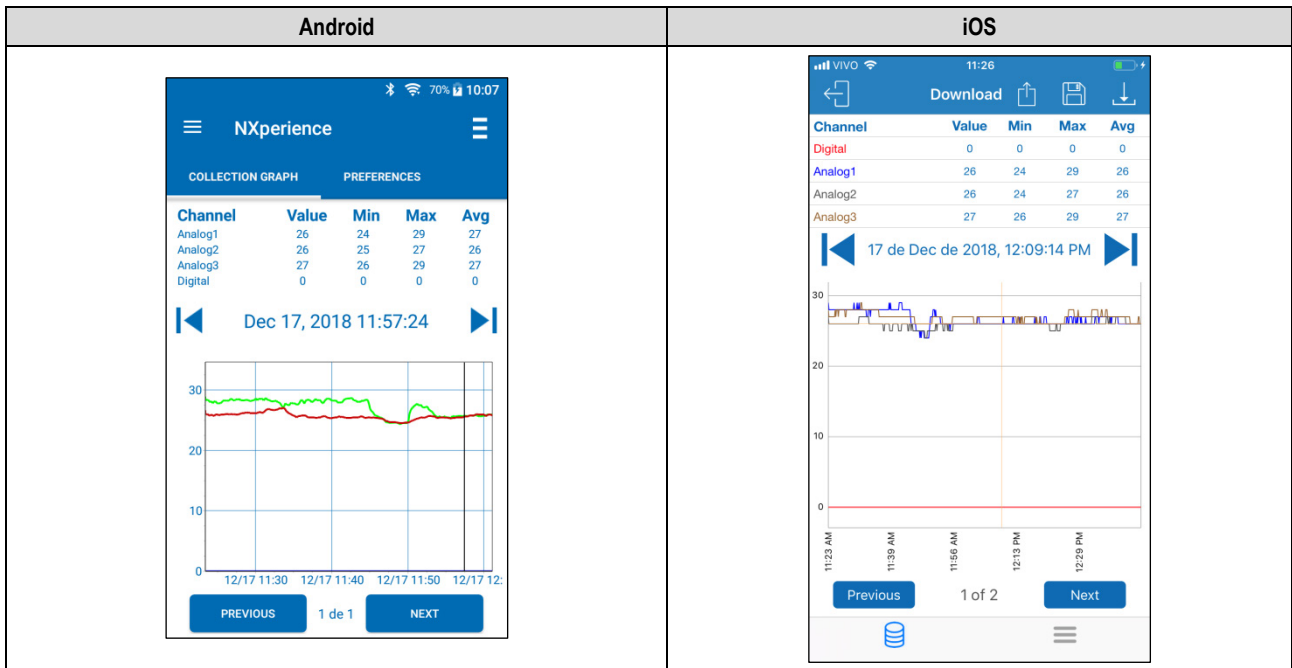 Android
iOS
70% 10:07
NXperience
COLLECTION GRAPH PREFERENCES
Channel Value Min Max Avg
Analog1 26 24 29 27
Analog2 26 25 27 26
Analog3 27 26 29 27
Digital 0 0 0 0
Dec 17, 2018 11:57:24
30
20
10
0
12/17 11:30 12/17 11:40 12/17 11:50 12/17 12:
PREVIOUS 1 de 1 NEXT
VIVO 11:26
Download
Channel Value Min Max Avg
Digital 0 0 0 0
Analog1 26 24 29 26
Analog2 26 24 27 26
Analog3 27 26 29 27
17 de Dec de 2018, 12:09:14 PM
30
20
10
0
11:23 AM 11:39 AM 11:56 AM 12:13 PM 12:29 PM
Previous 1 of 2 Next